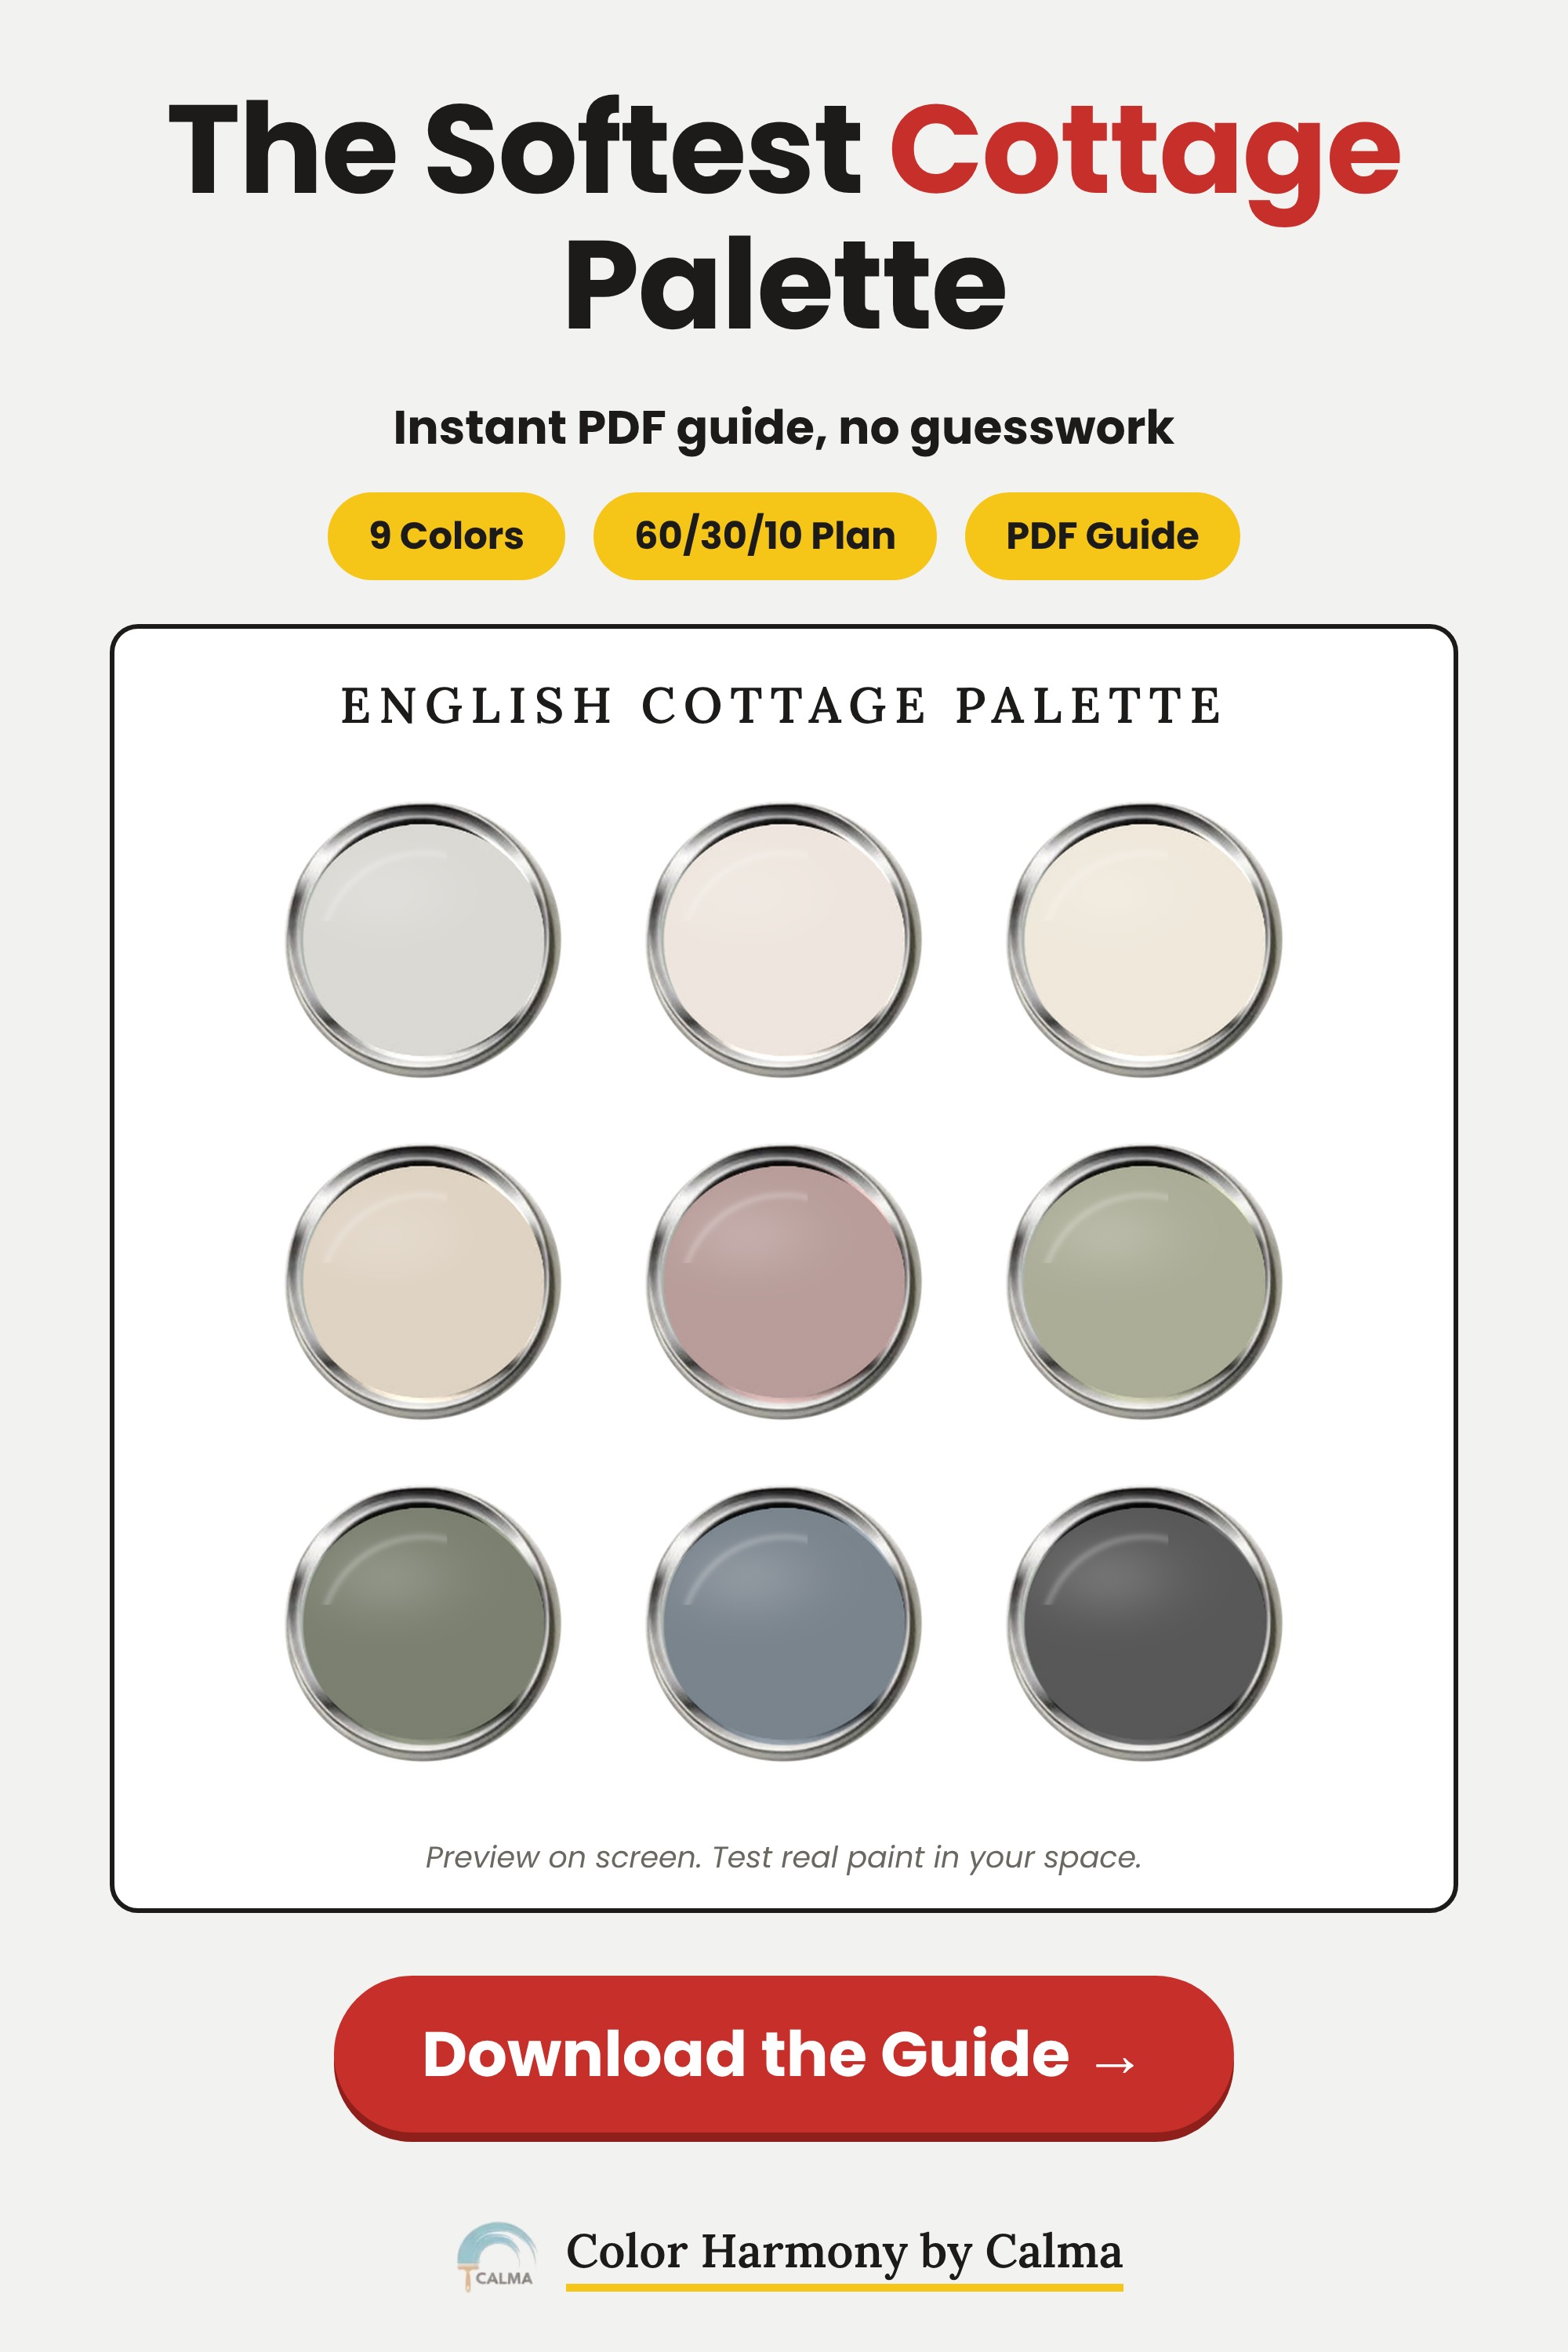 The Softest Cottage
Palette
Instant PDF guide, no guesswork
9 Colors
60/30/10 Plan
PDF Guide
ENGLISH COTTAGE PALETTE
Preview on screen. Test real paint in your space.
Download the Guide →
CALMA
Color Harmony by Calma